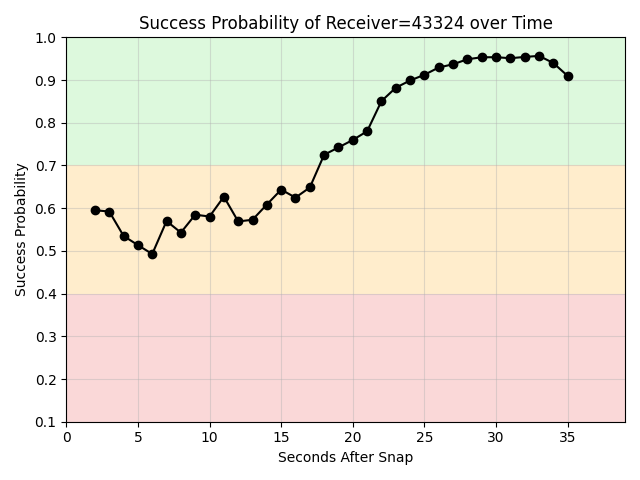 Success Probability of Receiver=43324 over Time
1.0
0.9
0.8
0.7
0.6
0.5
0.4
0.3
0.2
0.1
Success Probability
0 5 10 15 20 25 30 35
Seconds After Snap